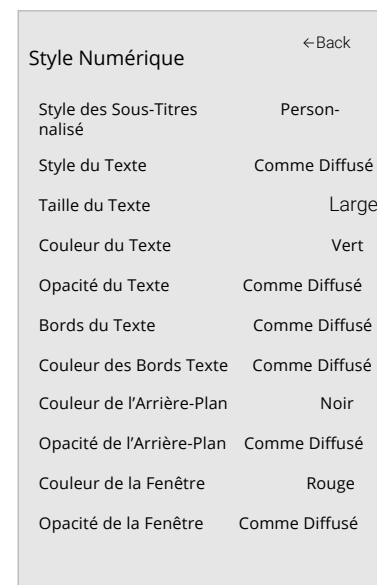 ←Back
Style Numérique
Style des Sous-Titres Person-
nalisé
Style du Texte Comme Diffusé
Taille du Texte Large
Couleur du Texte Vert
Opacité du Texte Comme Diffusé
Bords du Texte Comme Diffusé
Couleur des Bords Texte Comme Diffusé
Couleur de l’Arrière-Plan Noir
Opacité de l’Arrière-Plan Comme Diffusé
Couleur de la Fenêtre Rouge
Opacité de la Fenêtre Comme Diffusé